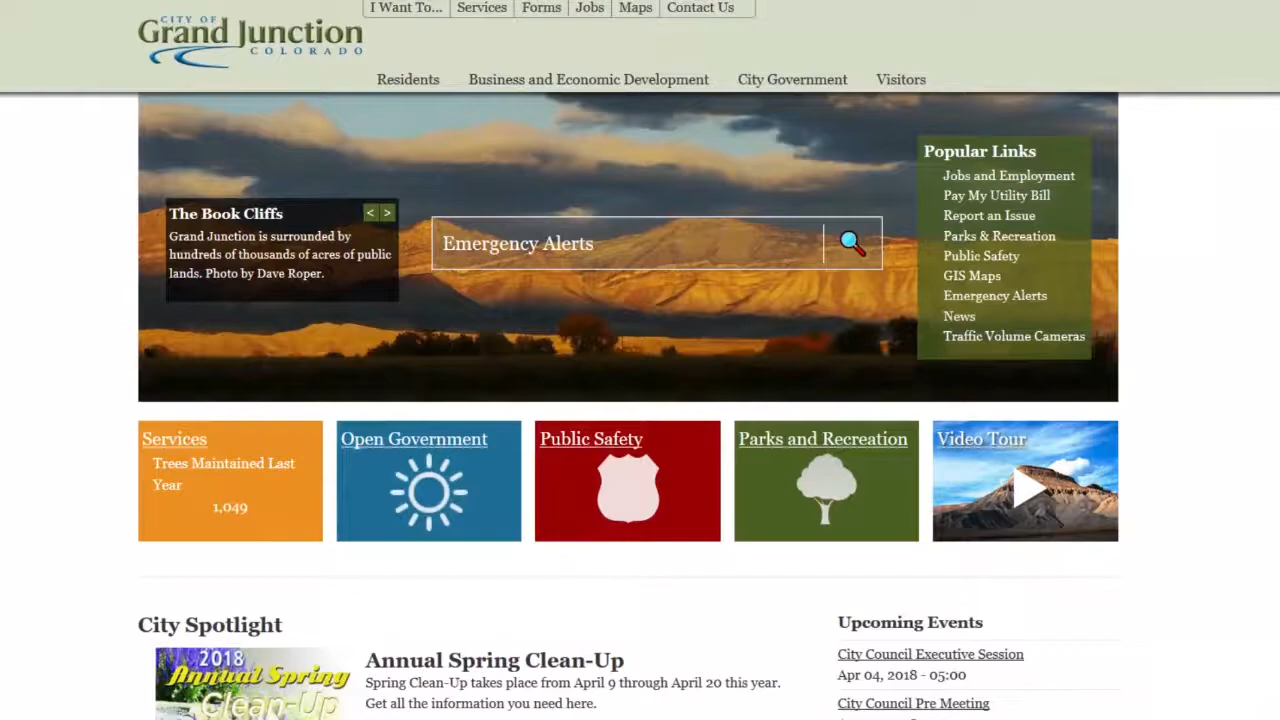 I Want To...
Services
Forms
Jobs
Maps
Contact Us
CITY OF
Grand Junction
COLORADO
Residents
Business and Economic Development
City Government
Visitors
The Book Cliffs
< >
Grand Junction is surrounded by
hundreds of thousands of acres of public
lands. Photo by Dave Roper.
Emergency Alerts
Popular Links
Jobs and Employment
Pay My Utility Bill
Report an Issue
Parks & Recreation
Public Safety
GIS Maps
Emergency Alerts
News
Traffic Volume Cameras
Services
Trees Maintained Last
Year
1,049
Open Government
Public Safety
Parks and Recreation
Video Tour
City Spotlight
2018
Annual Spring
Clean-Up
Annual Spring Clean-Up
Spring Clean-Up takes place from April 9 through April 20 this year.
Get all the information you need here.
Upcoming Events
City Council Executive Session
Apr 04, 2018 - 05:00
City Council Pre Meeting